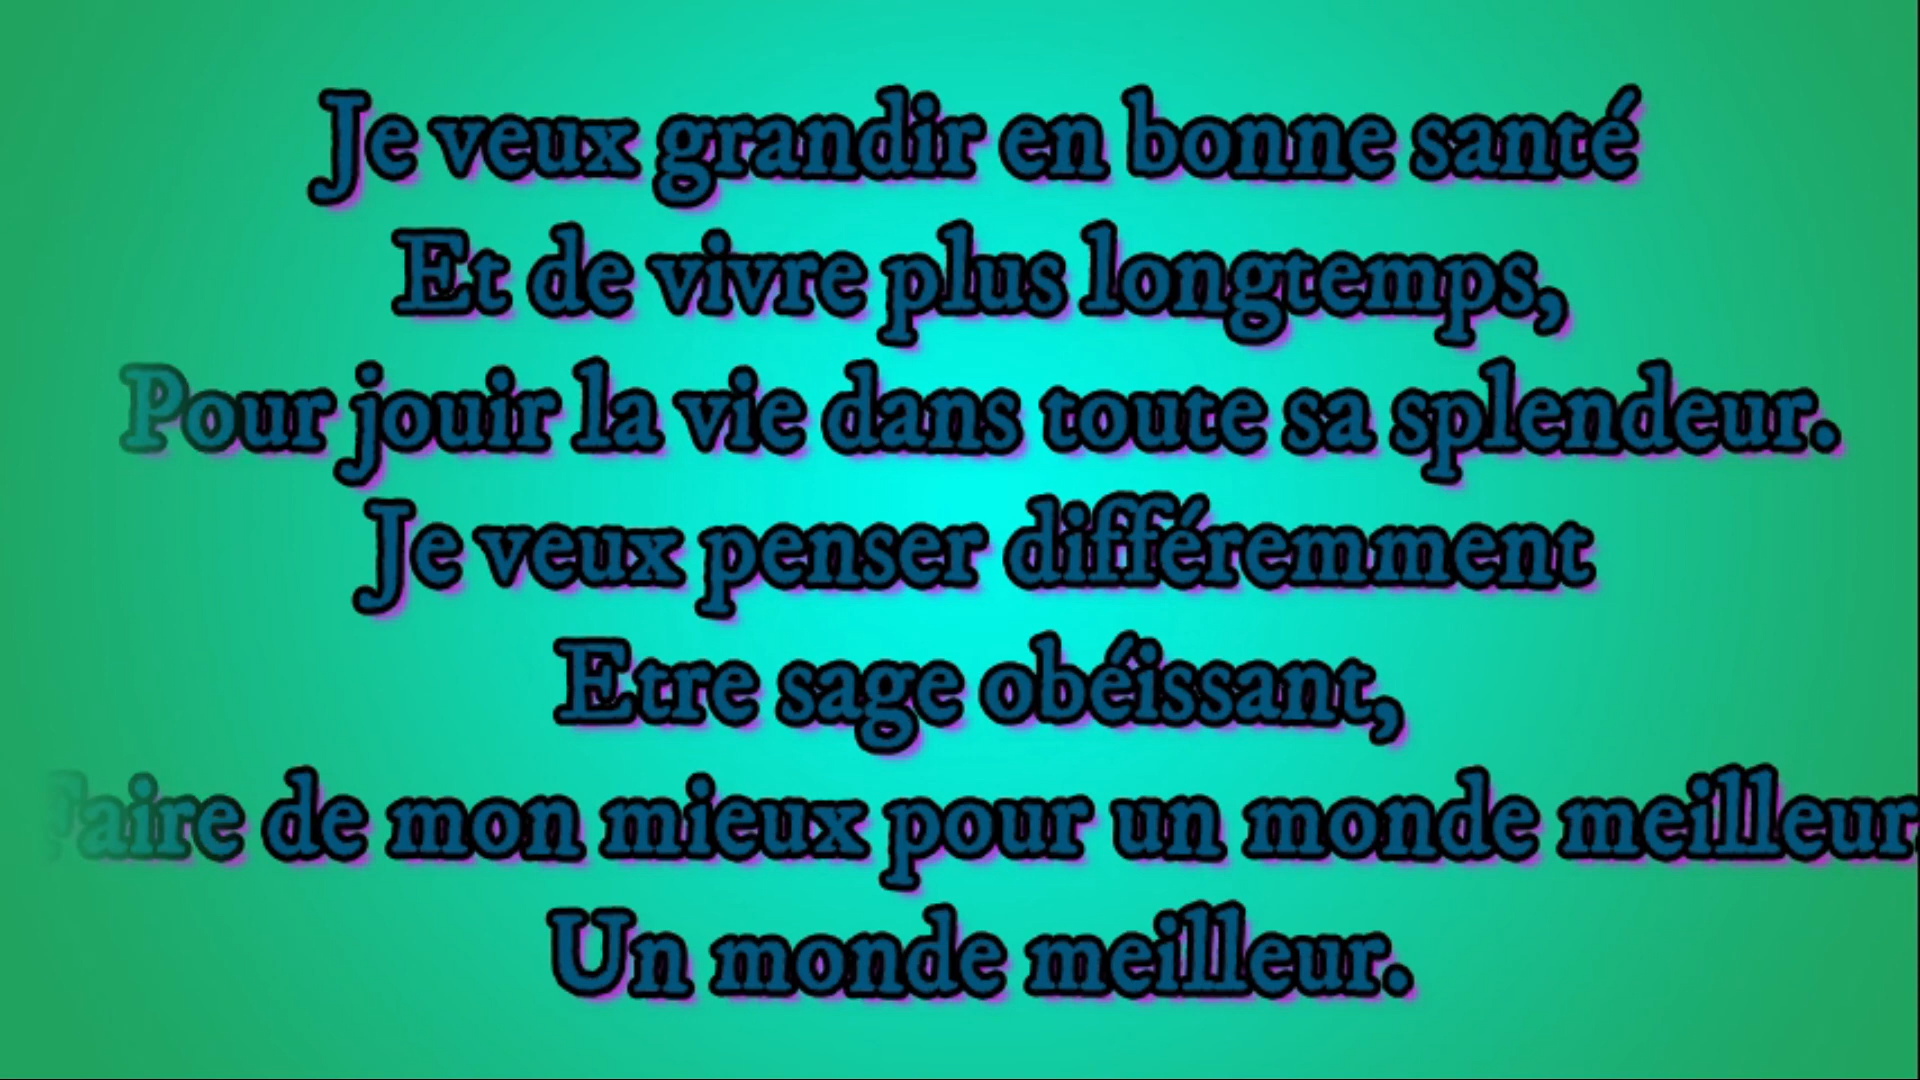 Je veux grandir en bonne santé
Et de vivre plus longtemps,
Pour jouir la vie dans toute sa splendeur.
Je veux penser différemment
Etre sage obéissant,
Faire de mon mieux pour un monde meilleur.
Un monde meilleur.